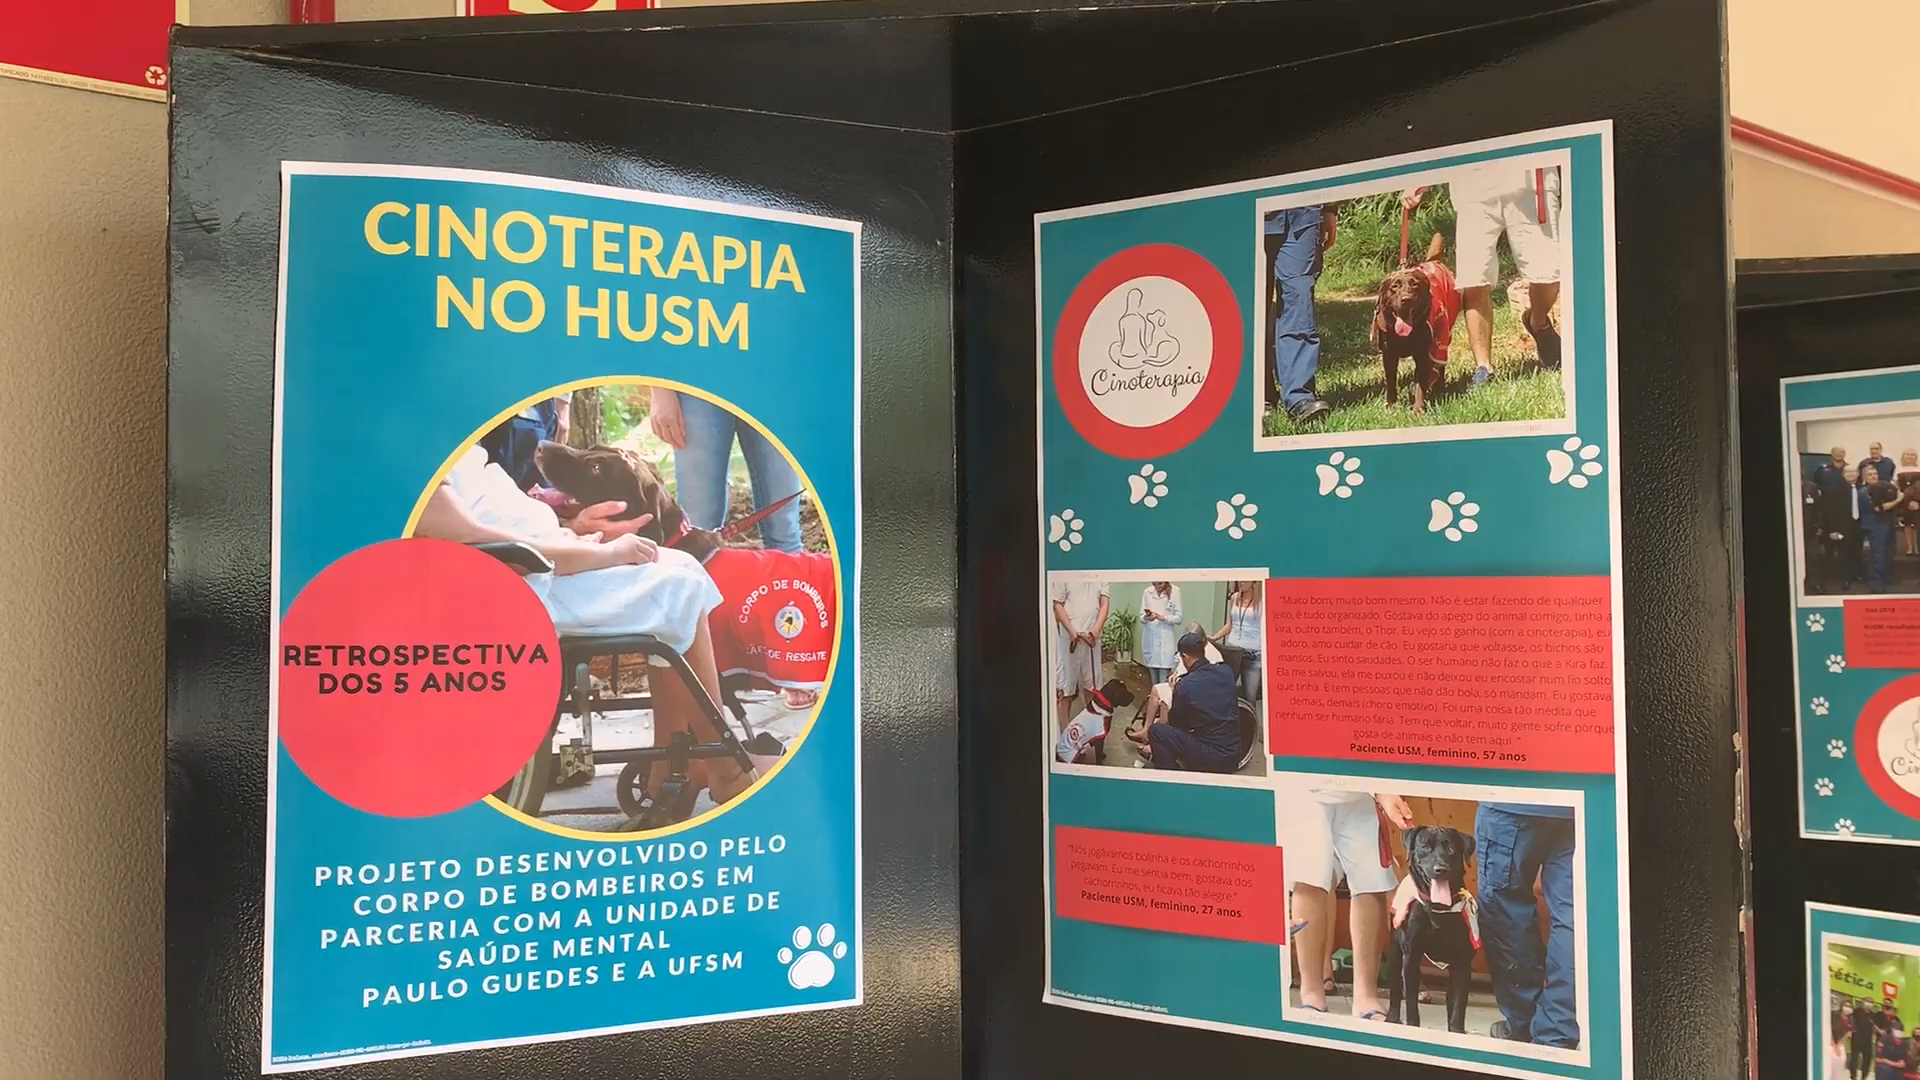 CINOTERAPIA
NO HUSM
RETROSPECTIVA
DOS 5 ANOS
CORPO DE BOMBEIROS
CÃES DE RESGATE
PROJETO DESENVOLVIDO PELO
CORPO DE BOMBEIROS EM
PARCERIA COM A UNIDADE DE
SAÚDE MENTAL
PAULO GUEDES E A UFSM
Cinoterapia
"Muito bom, muito bom mesmo. Não é estar fazendo de qualquer
jeito, é tudo organizado. Gostava do apego do animal comigo, tinha a
kira, outro também, o Thor. Eu vejo só ganho (com a cinoterapia), eu
adoro, amo cuidar de cão. Eu gostaria que voltasse, os bichos são
mansos. Eu sinto saudades. O ser humano não faz o que a Kira faz.
Ela me salvou, ela me puxou e não deixou eu encostar num fio solto
que tinha. E tem pessoas que não dão bola, só mandam. Eu gostava
demais, demais (choro emotivo). Foi uma coisa tão inédita que
nenhum ser humano faria. Tem que voltar, muito gente sofre porque
gosta de animais e não tem aqui. "
Paciente USM, feminino, 57 anos
"Nós jogávamos bolinha e os cachorrinhos
pegavam. Eu me sentia bem, gostava dos
cachorrinhos, eu ficava tão alegre."
Paciente USM, feminino, 27 anos
ética